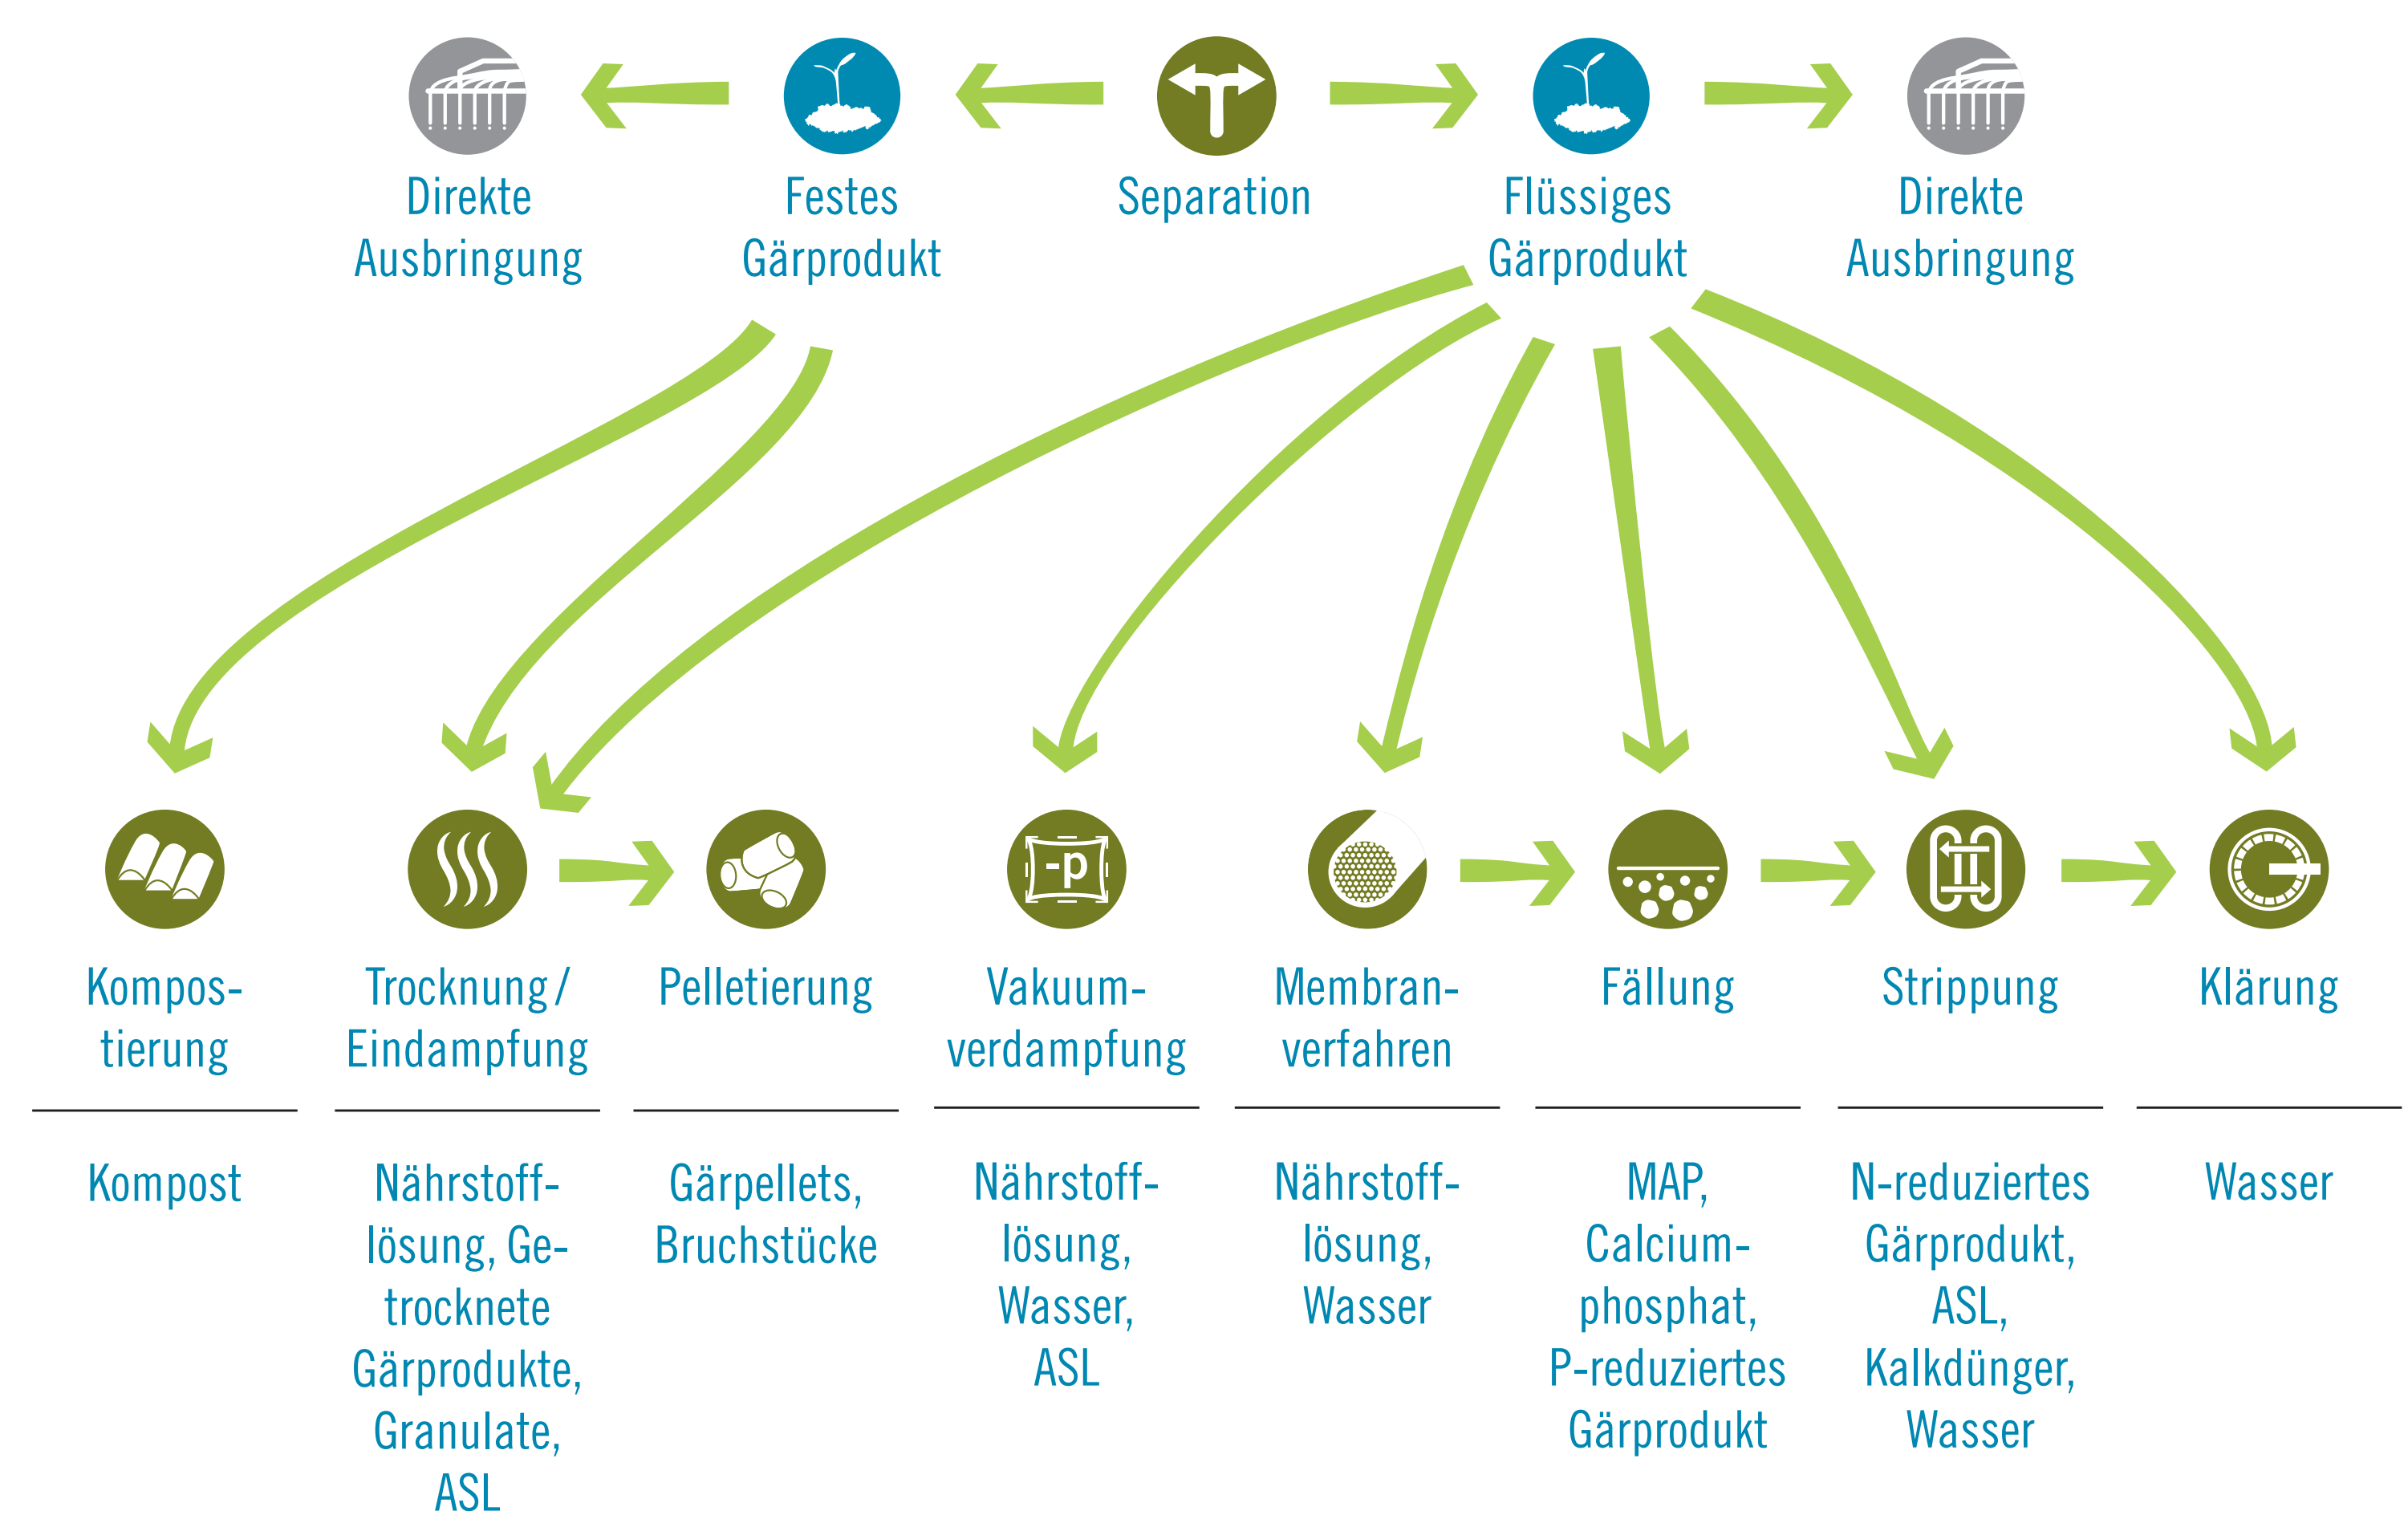 Direkte
Ausbringung
Festes
Gärprodukt
Separation
Flüssiges
Gärprodukt
Direkte
Ausbringung
-p
Kompos-
tierung
Trocknung/
Eindampfung
Pelletierung
Vakuum-
verdampfung
Membran-
verfahren
Fällung
Strippung
Klärung
Kompost
Nährstoff-
lösung, Ge-
trocknete
Gärprodukte,
Granulate,
ASL
Gärpellets,
Bruchstücke
Nährstoff-
lösung,
Wasser,
ASL
Nährstoff-
lösung,
Wasser
MAP,
Calcium-
phosphat,
P-reduziertes
Gärprodukt
N-reduziertes
Gärprodukt,
ASL,
Kalkdünger,
Wasser
Wasser